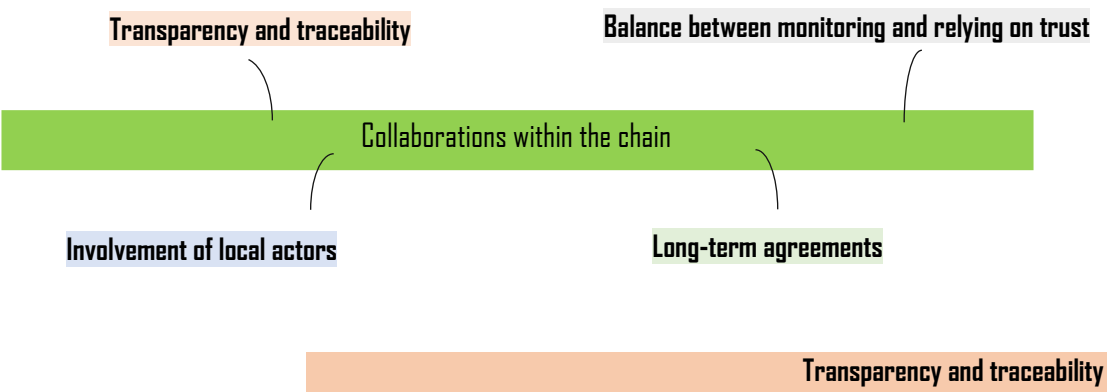 Transparency and traceability
Balance between monitoring and relying on trust
Collaborations within the chain
Involvement of local actors
Long-term agreements
Transparency and traceability